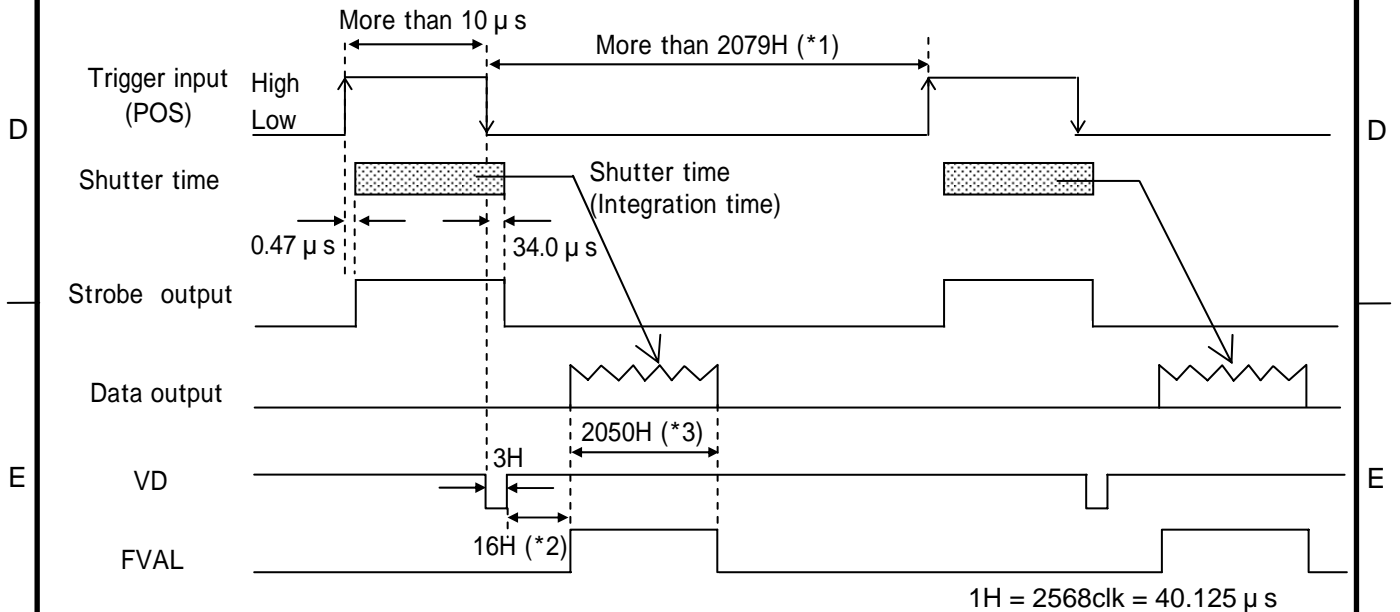 More than 10 µ s
More than 2079H (*1)
Trigger input
(POS)
High
Low
D
D
Shutter time
Shutter time
(Integration time)
0.47 µ s
34.0 µ s
Strobe output
Data output
2050H (*3)
3H
E
VD
E
16H (*2)
FVAL
1H = 2568clk = 40.125 µ s